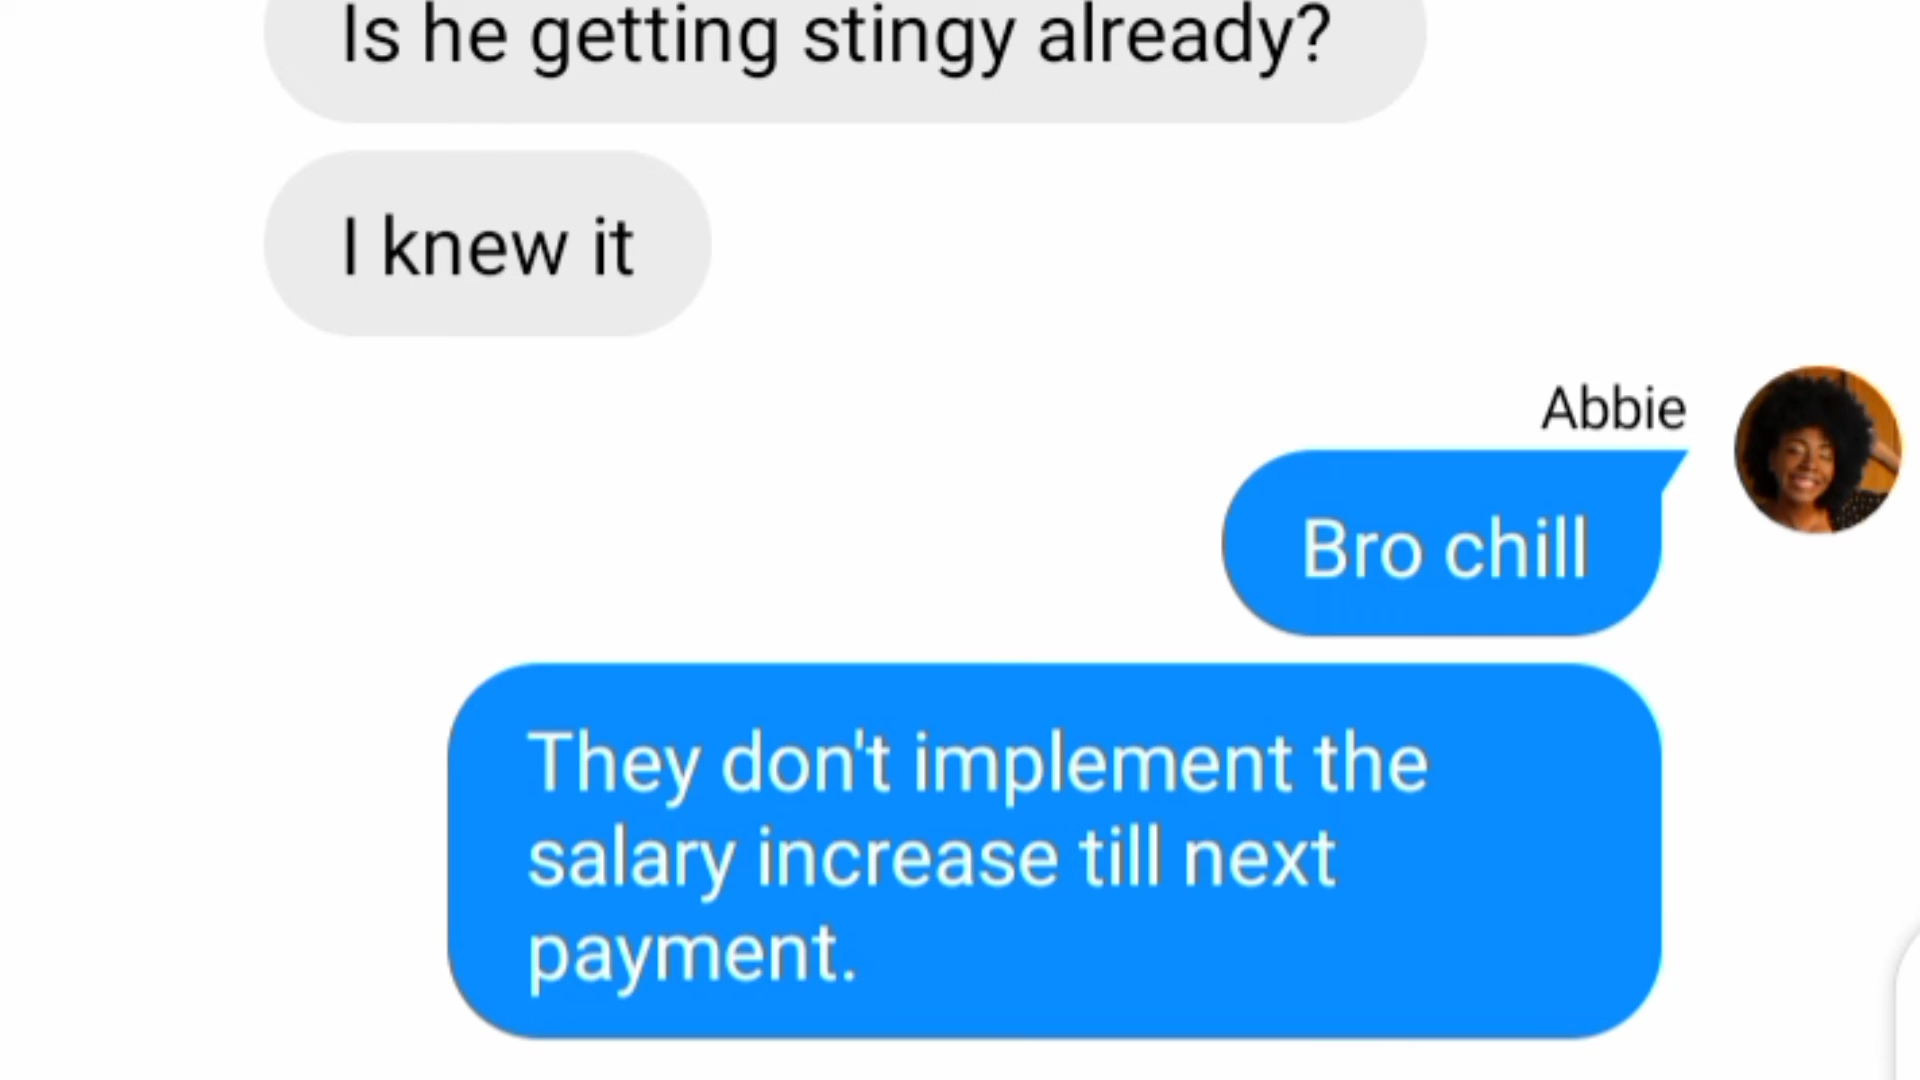 Is he getting stingy already?
I knew it
Abbie
Bro chill
They don't implement the
salary increase till next
payment.